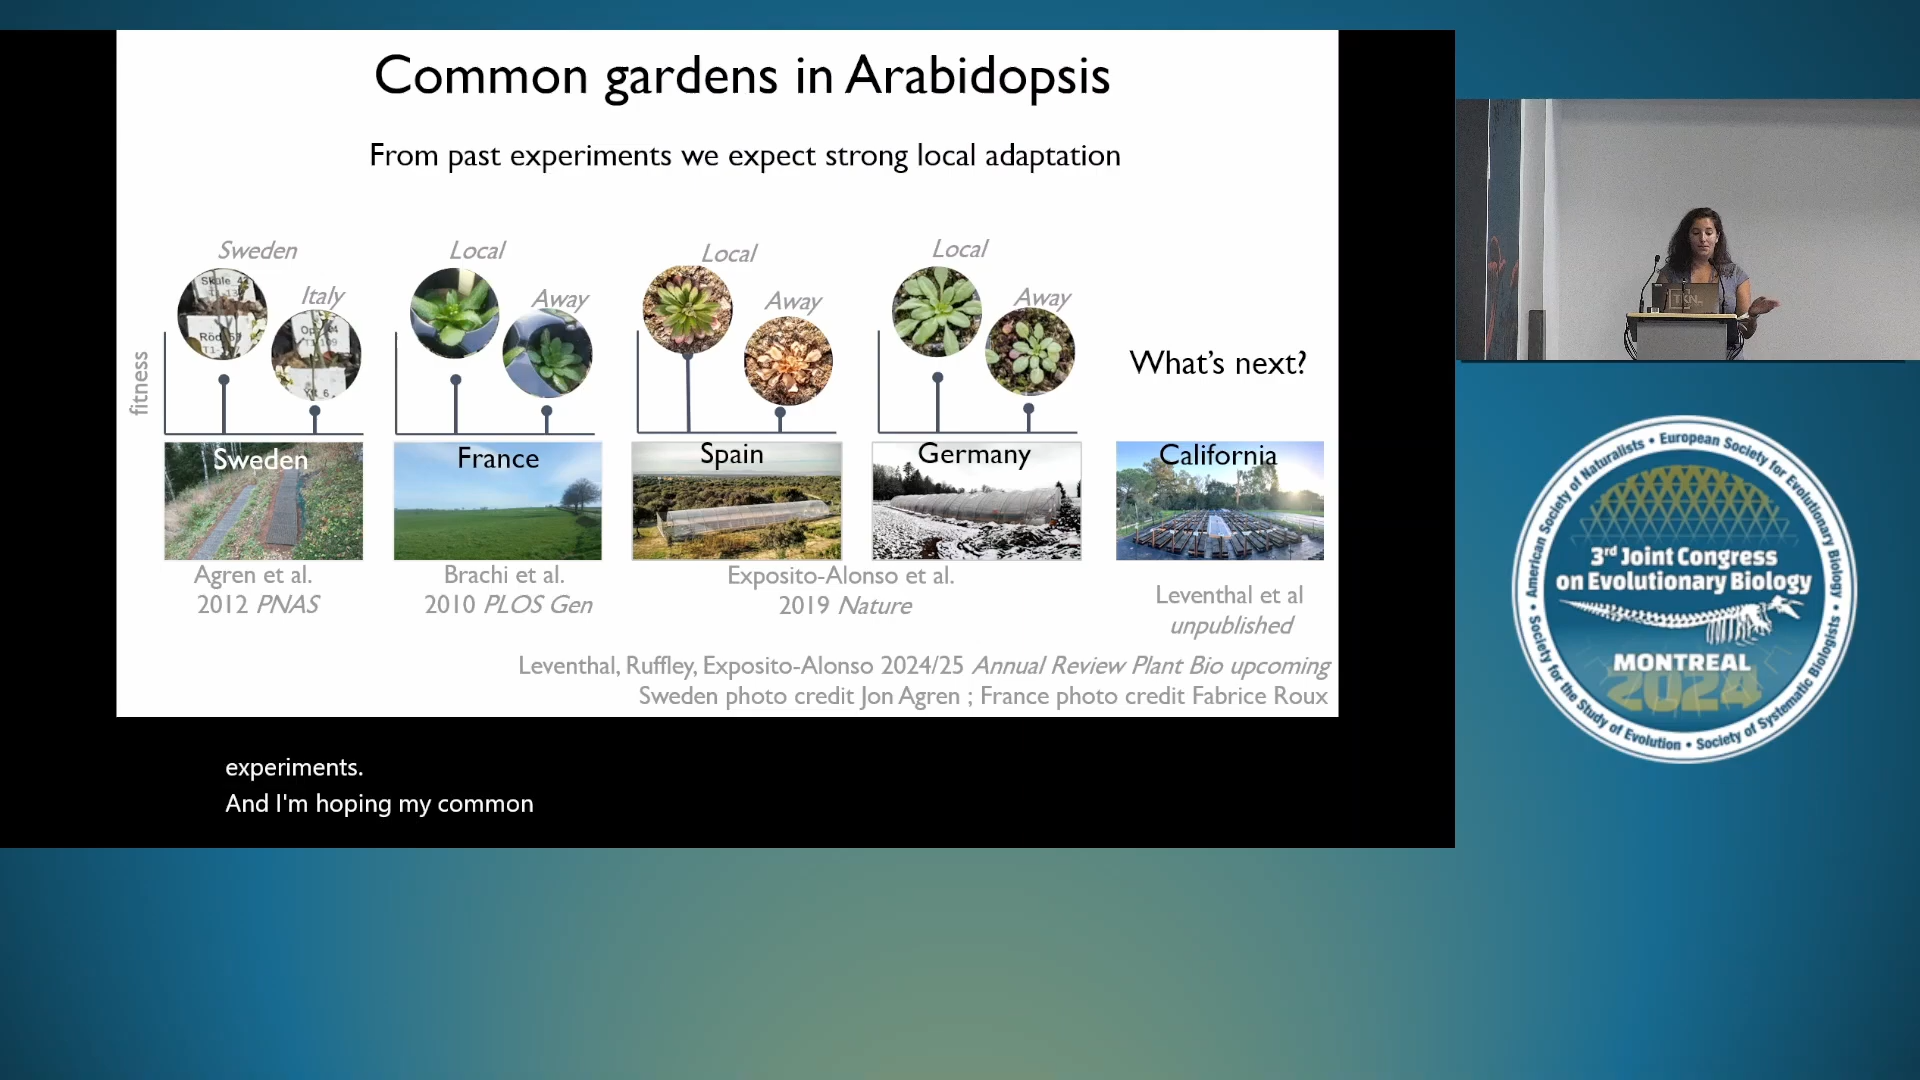 Common gardens in Arabidopsis
From past experiments we expect strong local adaptation
Sweden
Italy
Local
Away
Local
Away
Local
Away
fitness
What's next?
Sweden
France
Spain
Germany
California
Agren et al.
2012 PNAS
Brachi et al.
2010 PLOS Gen
Exposito-Alonso et al.
2019 Nature
Leventhal et al
unpublished
Leventhal, Ruffley, Exposito-Alonso 2024/25 Annual Review Plant Bio upcoming
Sweden photo credit Jon Agren ; France photo credit Fabrice Roux
experiments.
And I'm hoping my common
American Society of Naturalists • European Society for Evolutionary Biology •
Society for the Study of Evolution • Society of Systematic Biologists •
3rd Joint Congress
on Evolutionary Biology
MONTREAL
2024